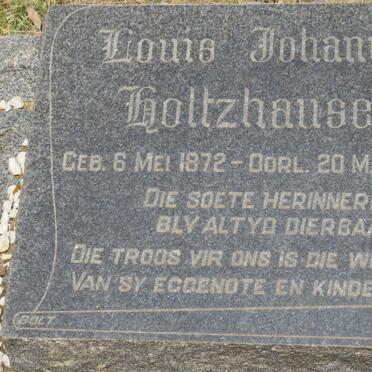 Louis Johann
Holtzhause
GEB. 6 MEI 1872 - OORL. 20 M
DIE SOETE HERINNER
BLY ALTYD DIERBA
DIE TROOS VIR ONS IS DIE W
VAN SY EGGENOTE EN KINDE
BOLT